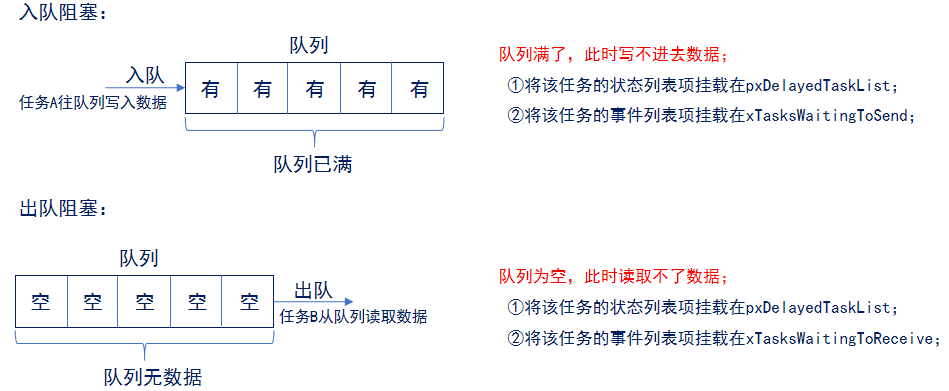 入队阻塞：
队列
入队
任务A往队列写入数据
有 有 有 有 有
队列已满
队列满了，此时写不进去数据；
①将该任务的状态列表项挂载在pxDelayedTaskList；
②将该任务的事件列表项挂载在xTasksWaitingToSend；
出队阻塞：
队列
空 空 空 空 空
出队
任务B从队列读取数据
队列无数据
队列为空，此时读取不了数据；
①将该任务的状态列表项挂载在pxDelayedTaskList；
②将该任务的事件列表项挂载在xTasksWaitingToReceive；